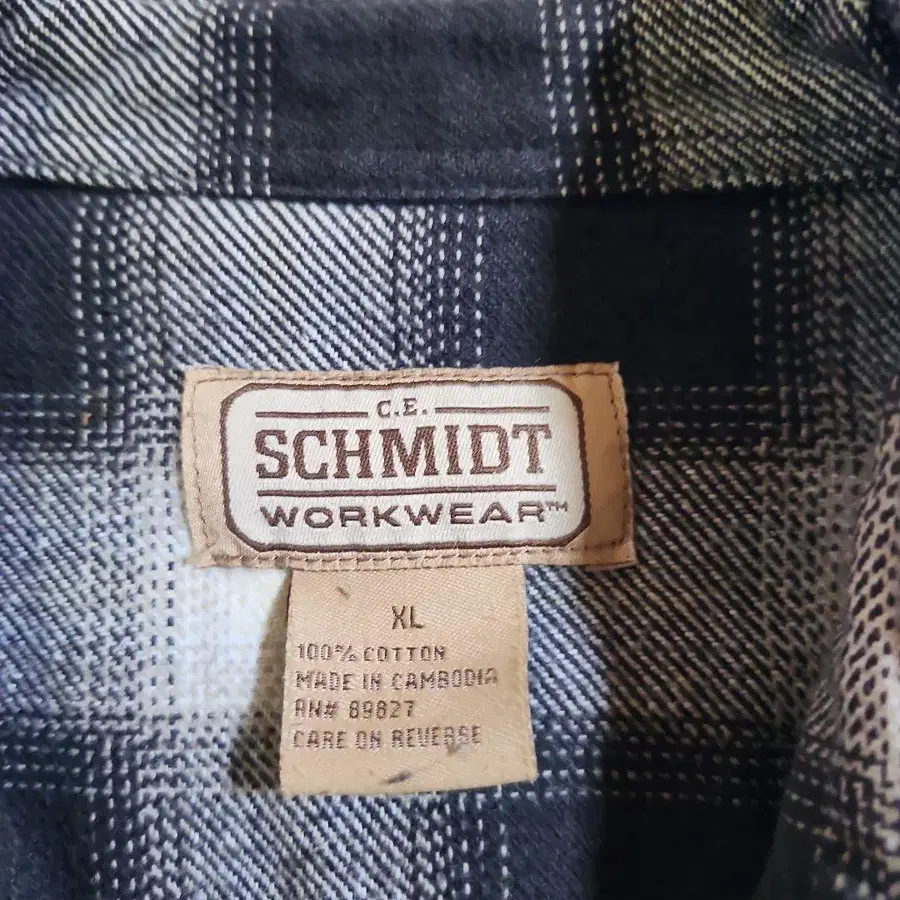 C.E.
SCHMIDT
WORKWEAR™
XL
100% COTTON
MADE IN CAMBODIA
RN# 89827
CARE ON REVERSE